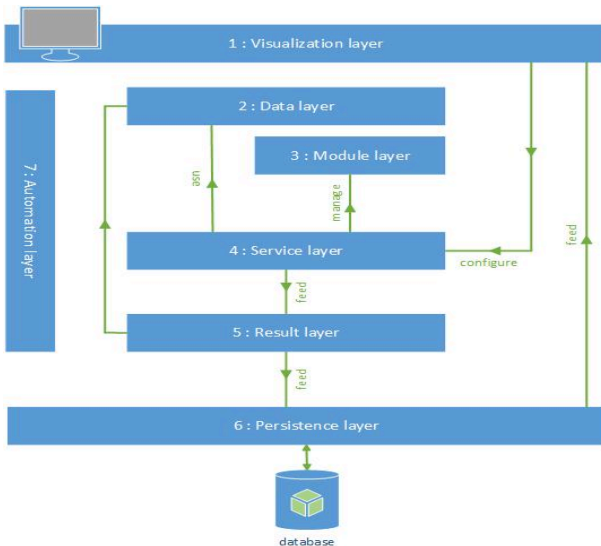 1 : Visualization layer
2 : Data layer
3 : Module layer
7 : Automation layer
use
manage
feed
4 : Service layer
configure
feed
5 : Result layer
feed
6 : Persistence layer
database